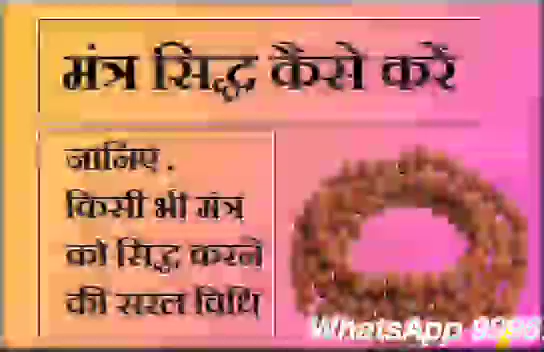 मंत्र सिद्ध कैसे करें
जानिए .
किसी भी मंत्र
को सिद्ध करने
की सरल विधि
WhatsApp